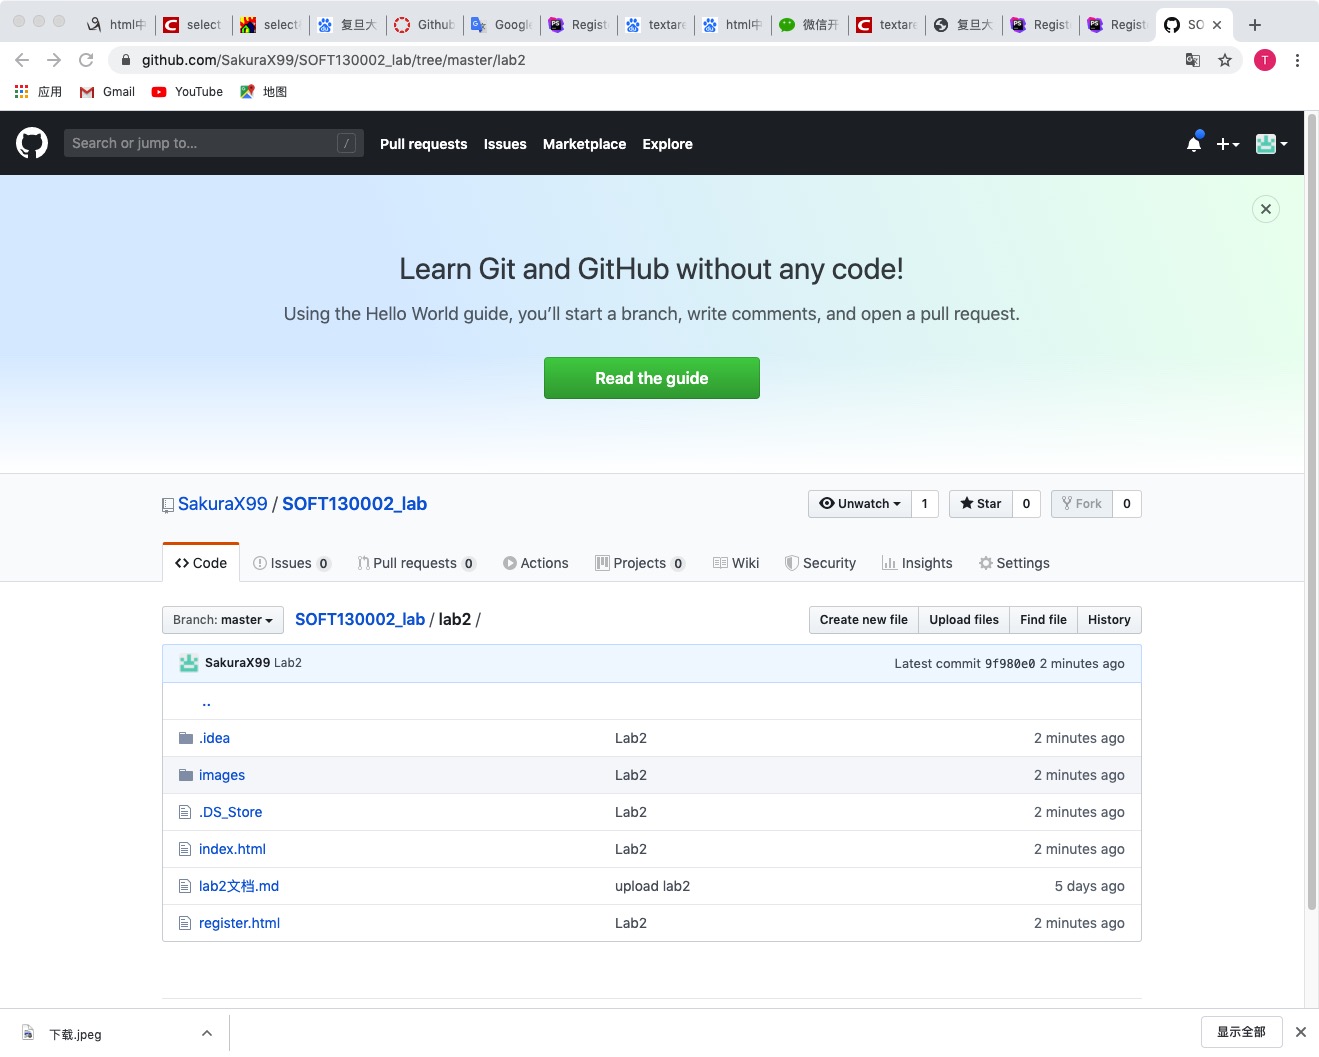 html中 select select 复旦大 Github Google Regist textare html中 微信开 textare 复旦大 Regist Regist SO
github.com/SakuraX99/SOFT130002_lab/tree/master/lab2
应用 Gmail YouTube 地图
Search or jump to... / Pull requests Issues Marketplace Explore
Learn Git and GitHub without any code!
Using the Hello World guide, you’ll start a branch, write comments, and open a pull request.
Read the guide
SakuraX99 / SOFT130002_lab Unwatch 1 Star 0 Fork 0
Code Issues 0 Pull requests 0 Actions Projects 0 Wiki Security Insights Settings
Branch: master SOFT130002_lab / lab2 / Create new file Upload files Find file History
SakuraX99 Lab2 Latest commit 9f980e0 2 minutes ago
..
.idea Lab2 2 minutes ago
images Lab2 2 minutes ago
.DS_Store Lab2 2 minutes ago
index.html Lab2 2 minutes ago
lab2文档.md upload lab2 5 days ago
register.html Lab2 2 minutes ago
下载.jpeg 显示全部